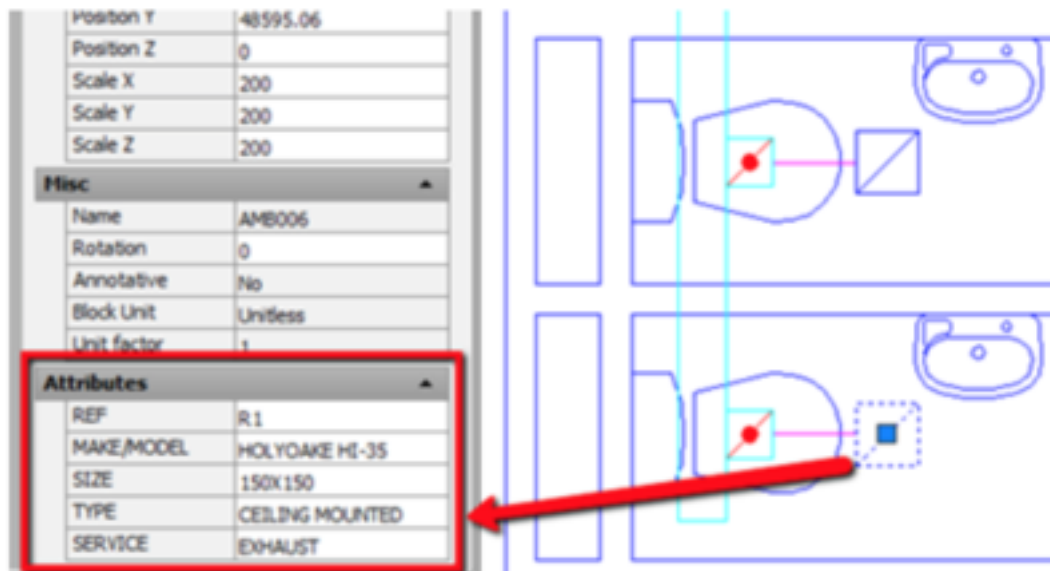 Position Y 48595.06
Position Z 0
Scale X 200
Scale Y 200
Scale Z 200
Misc
Name AMB006
Rotation 0
Annotative No
Block Unit Unitless
Unit factor 1
Attributes
REF R1
MAKE/MODEL HOLYOAKE HI-35
SIZE 150X150
TYPE CEILING MOUNTED
SERVICE EXHAUST